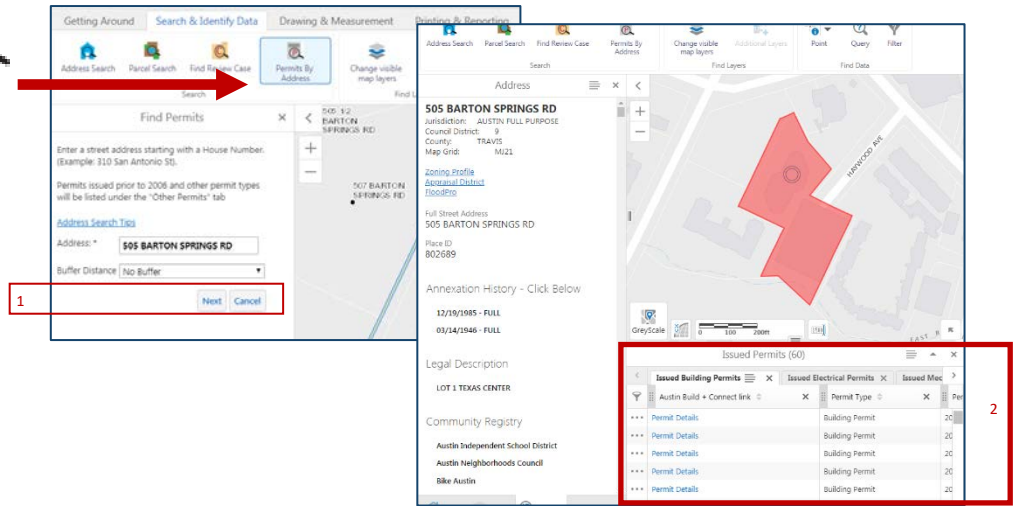 Getting Around
Search & Identify Data
Drawing & Measurement
Printing & Reporting
Address Search
Parcel Search
Find Review Case
Permits By
Address
Change visible
map layers
Search
Find L
Find Permits
Enter a street address starting with a House Number.
(Example: 310 San Antonio St).
Permits issued prior to 2006 and other permit types
will be listed under the "Other Permits" tab
Address Search Tips
Address: *
505 BARTON SPRINGS RD
Buffer Distance
No Buffer
1
Next
Cancel
505 1/2
BARTON
SPRINGS RD
507 BARTON
SPRINGS RD
Address Search
Parcel Search
Find Review Case
Permits By
Address
Change visible
map layers
Additional Layers
Point
Query
Filter
Search
Find Layers
Find Data
Address
505 BARTON SPRINGS RD
Jurisdiction: AUSTIN FULL PURPOSE
Council District: 9
County: TRAVIS
Map Grid: MJ21
Zoning Profile
Appraisal District
FloodPro
Full Street Address
505 BARTON SPRINGS RD
Place ID
802689
Annexation History - Click Below
12/19/1985 - FULL
03/14/1946 - FULL
Legal Description
LOT 1 TEXAS CENTER
Community Registry
Austin Independent School District
Austin Neighborhoods Council
Bike Austin
HAYWOOD AVE
GreyScale
0 100 200m
EAST
Issued Permits (60)
Issued Building Permits
Issued Electrical Permits
Issued Mec
Austin Build + Connect link
Permit Type
Per
Permit Details
Building Permit
20
Permit Details
Building Permit
20
Permit Details
Building Permit
20
Permit Details
Building Permit
20
Permit Details
Building Permit
20
2